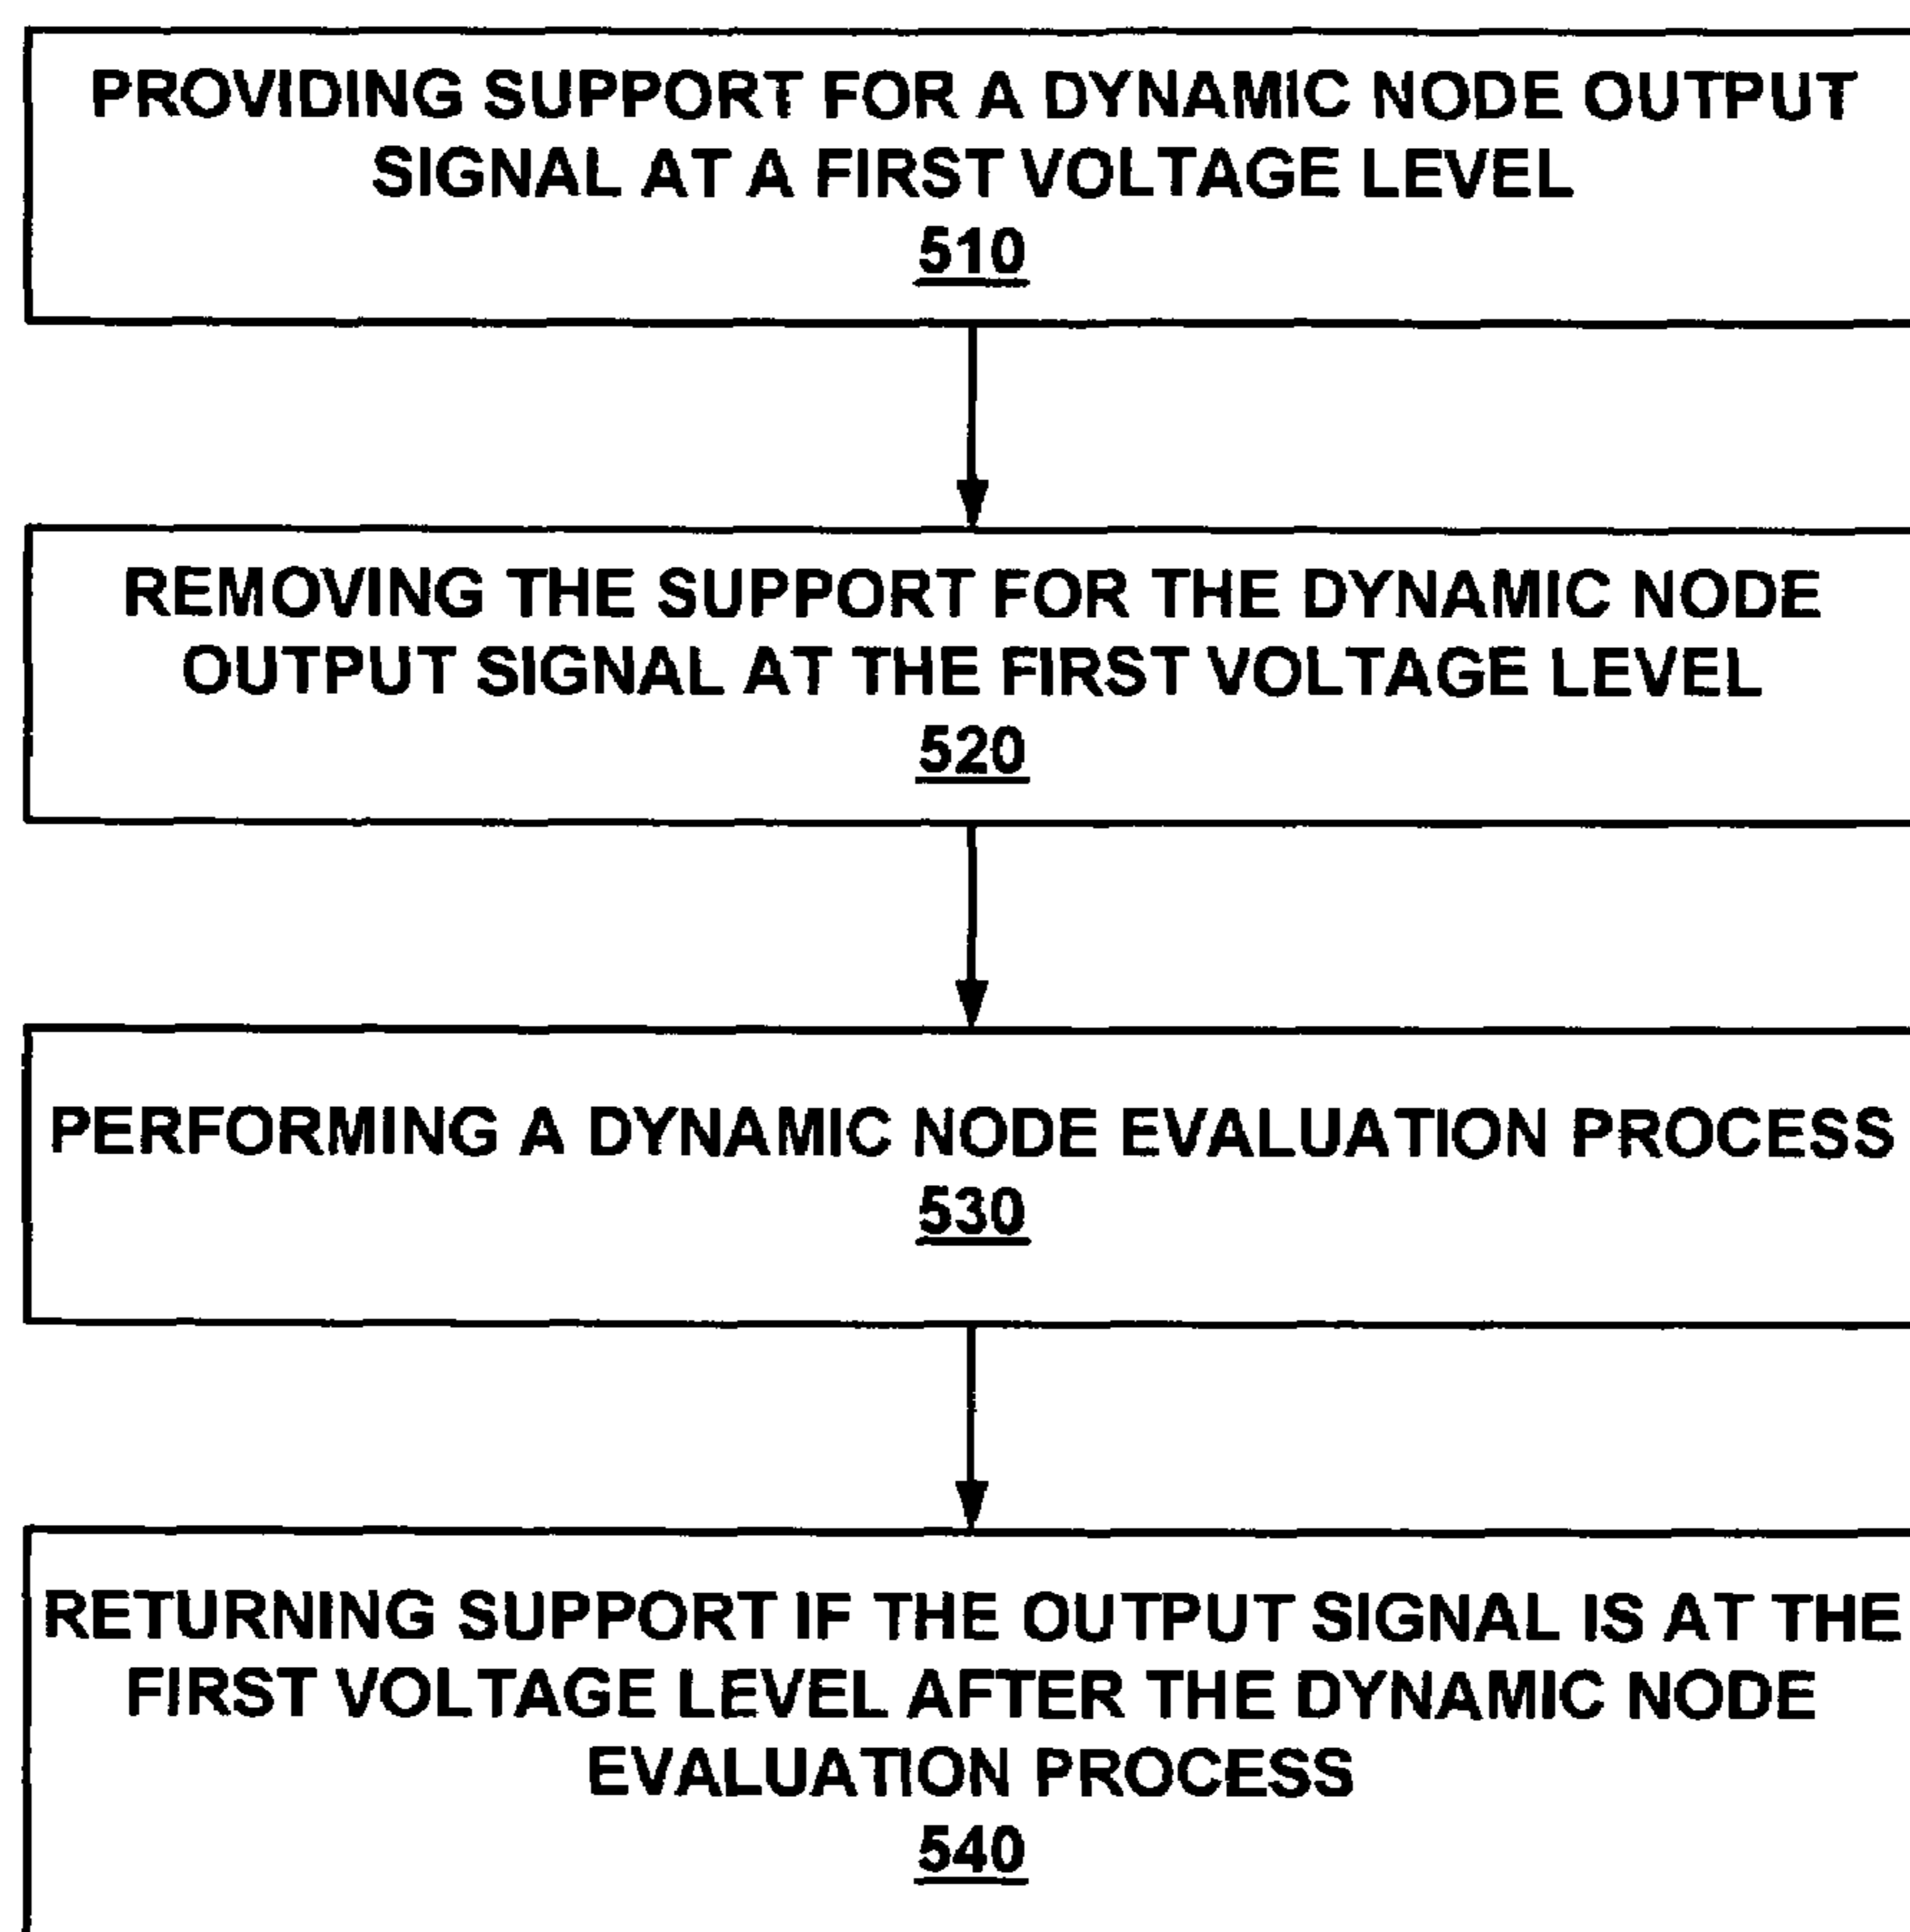 PROVIDING SUPPORT FOR A DYNAMIC NODE OUTPUT
SIGNAL AT A FIRST VOLTAGE LEVEL
510
REMOVING THE SUPPORT FOR THE DYNAMIC NODE
OUTPUT SIGNAL AT THE FIRST VOLTAGE LEVEL
520
PERFORMING A DYNAMIC NODE EVALUATION PROCESS
530
RETURNING SUPPORT IF THE OUTPUT SIGNAL IS AT THE
FIRST VOLTAGE LEVEL AFTER THE DYNAMIC NODE
EVALUATION PROCESS
540